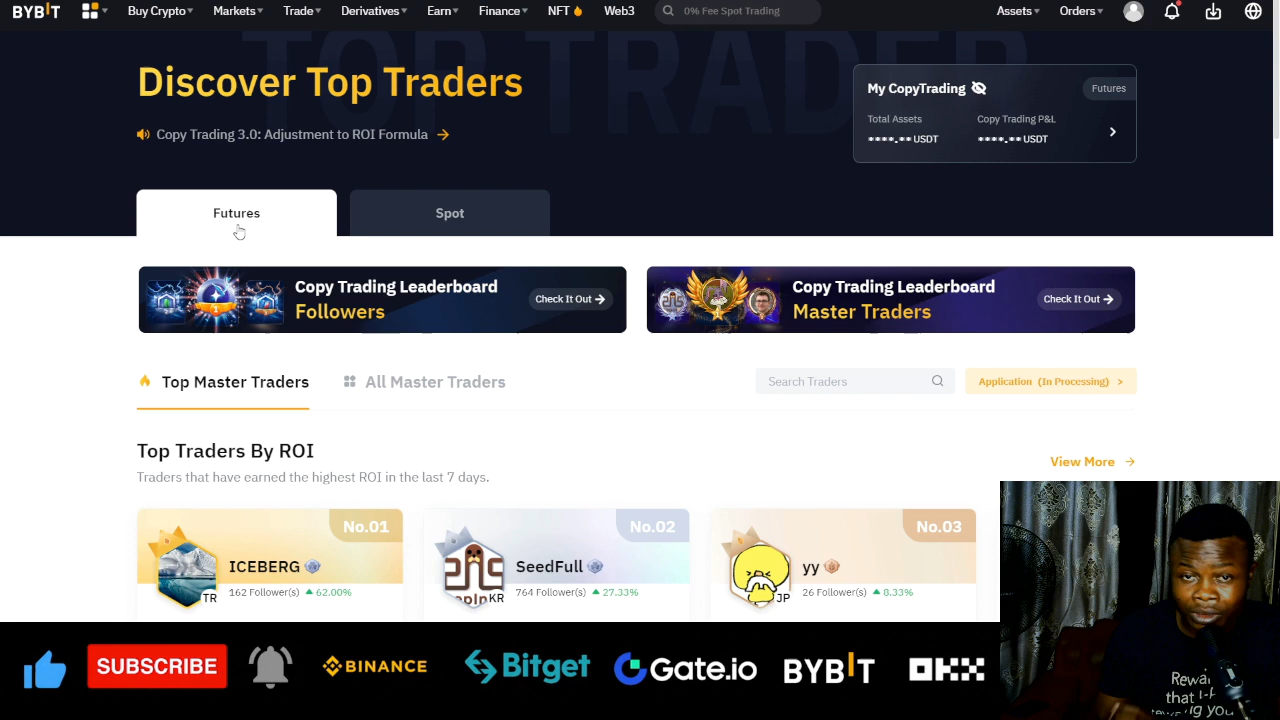 BYBIT Buy Crypto Markets Trade Derivatives Earn Finance NFT Web3 0% Fee Spot Trading Assets Orders
TOP TRADER
Discover Top Traders
Copy Trading 3.0: Adjustment to ROI Formula
My CopyTrading Futures
Total Assets Copy Trading P&L
****.** USDT ****.** USDT
Futures Spot
Copy Trading Leaderboard
Followers
Check It Out
Copy Trading Leaderboard
Master Traders
Check It Out
Top Master Traders All Master Traders Search Traders Application (In Processing) >
Top Traders By ROI
Traders that have earned the highest ROI in the last 7 days.
View More
No.01
ICEBERG
TR 162 Follower(s) 62.00%
No.02
SeedFull
KR 764 Follower(s) 27.33%
No.03
yy
JP 26 Follower(s) 8.33%
SUBSCRIBE BINANCE Bitget Gate.io BYBIT OKX